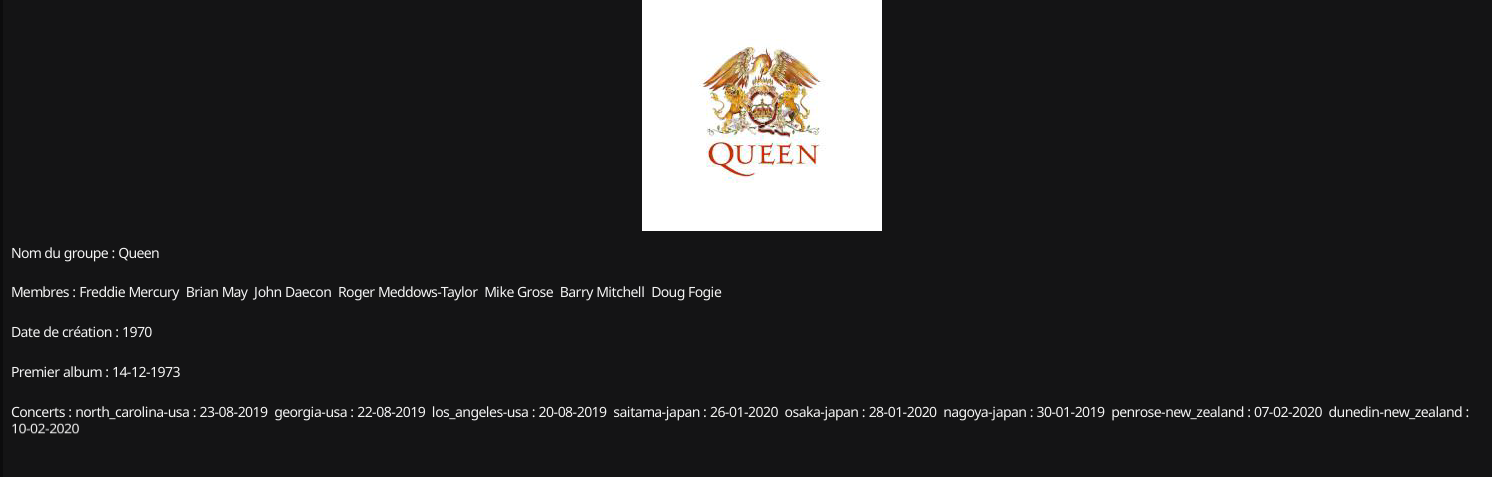 QUEEN
Nom du groupe : Queen
Membres : Freddie Mercury  Brian May  John Daecon  Roger Meddows-Taylor  Mike Grose  Barry Mitchell  Doug Fogie
Date de création : 1970
Premier album : 14-12-1973
Concerts : north_carolina-usa : 23-08-2019  georgia-usa : 22-08-2019  los_angeles-usa : 20-08-2019  saitama-japan : 26-01-2020  osaka-japan : 28-01-2020  nagoya-japan : 30-01-2019  penrose-new_zealand : 07-02-2020  dunedin-new_zealand :
10-02-2020